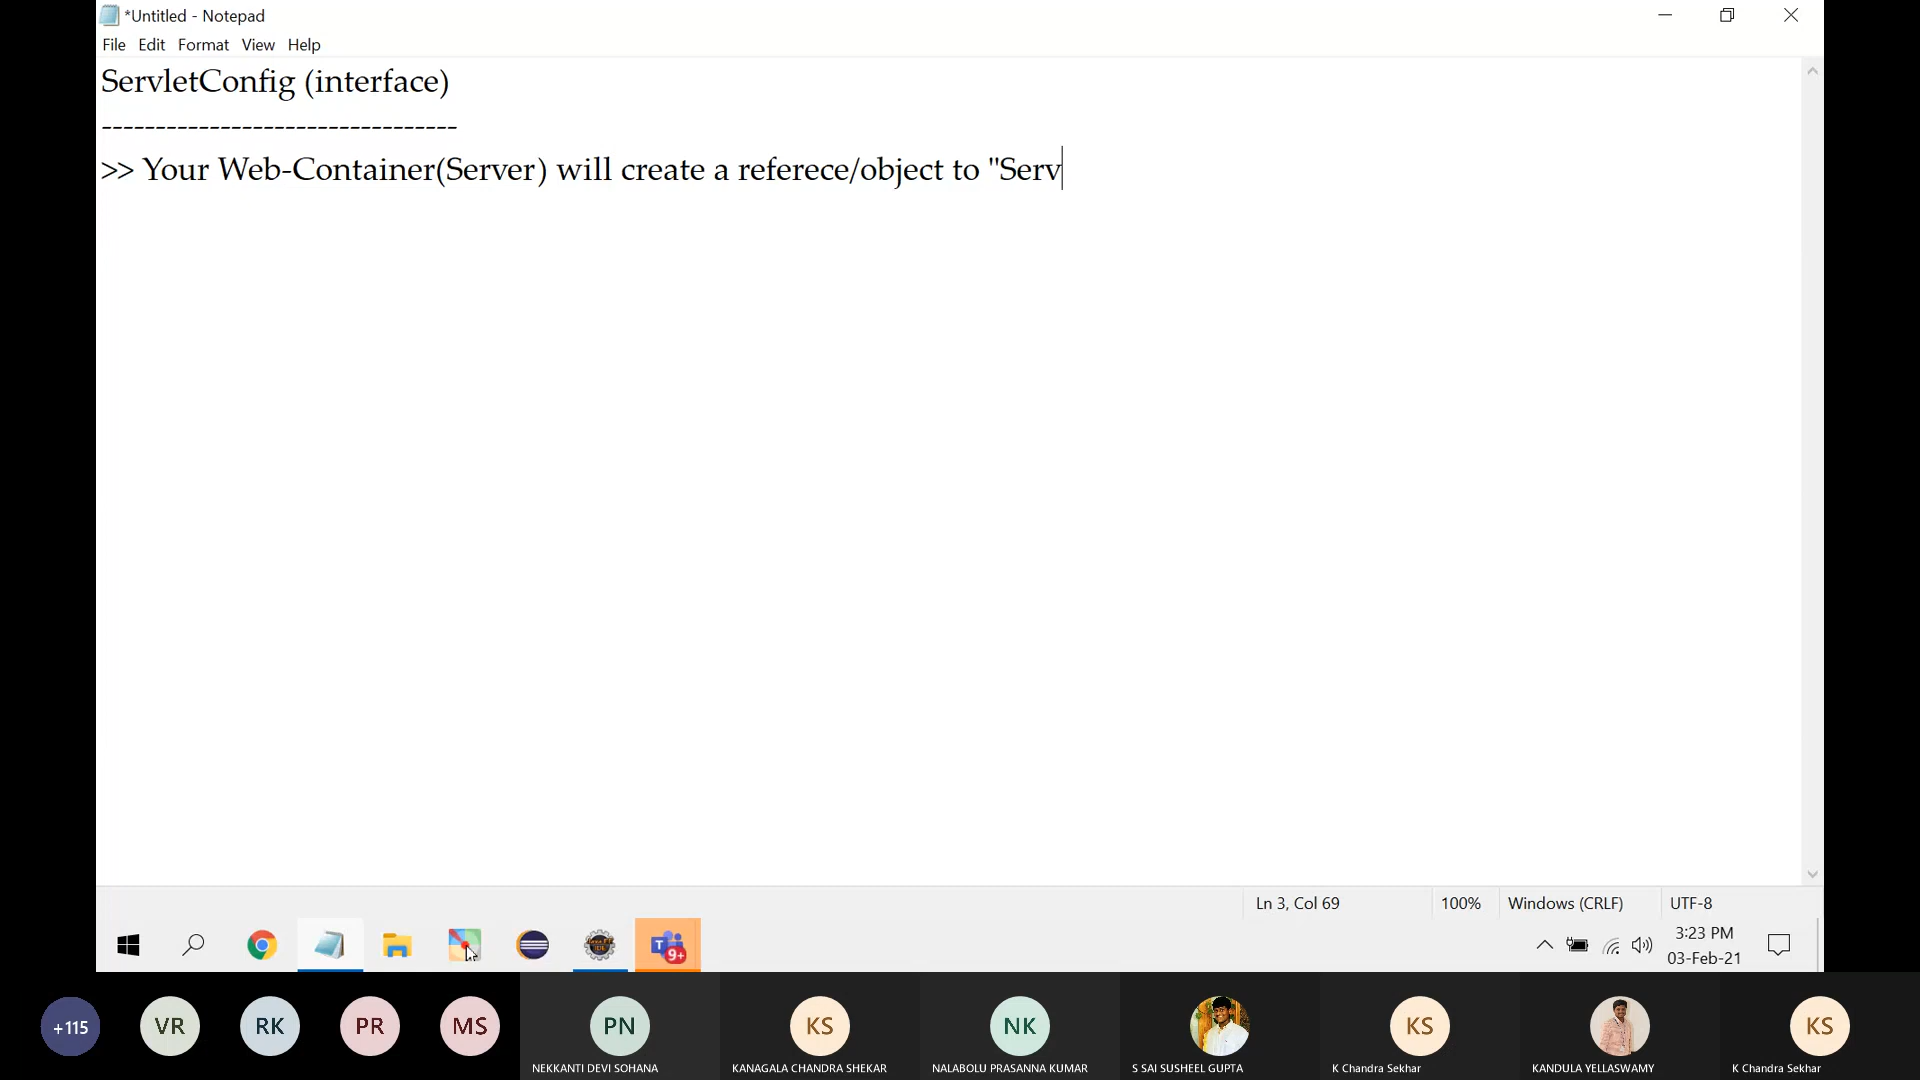 *Untitled - Notepad
File Edit Format View Help
ServletConfig (interface)
---------------------------------
>> Your Web-Container(Server) will create a referece/object to "Serv
Ln 3, Col 69 100% Windows (CRLF) UTF-8
9+
3:23 PM
03-Feb-21
+115 VR RK PR MS PN KS NK KS KS
NEKKANTI DEVI SOHANA KANAGALA CHANDRA SHEKAR NALABOLU PRASANNA KUMAR S SAI SUSHEEL GUPTA K Chandra Sekhar KANDULA YELLASWAMY K Chandra Sekhar